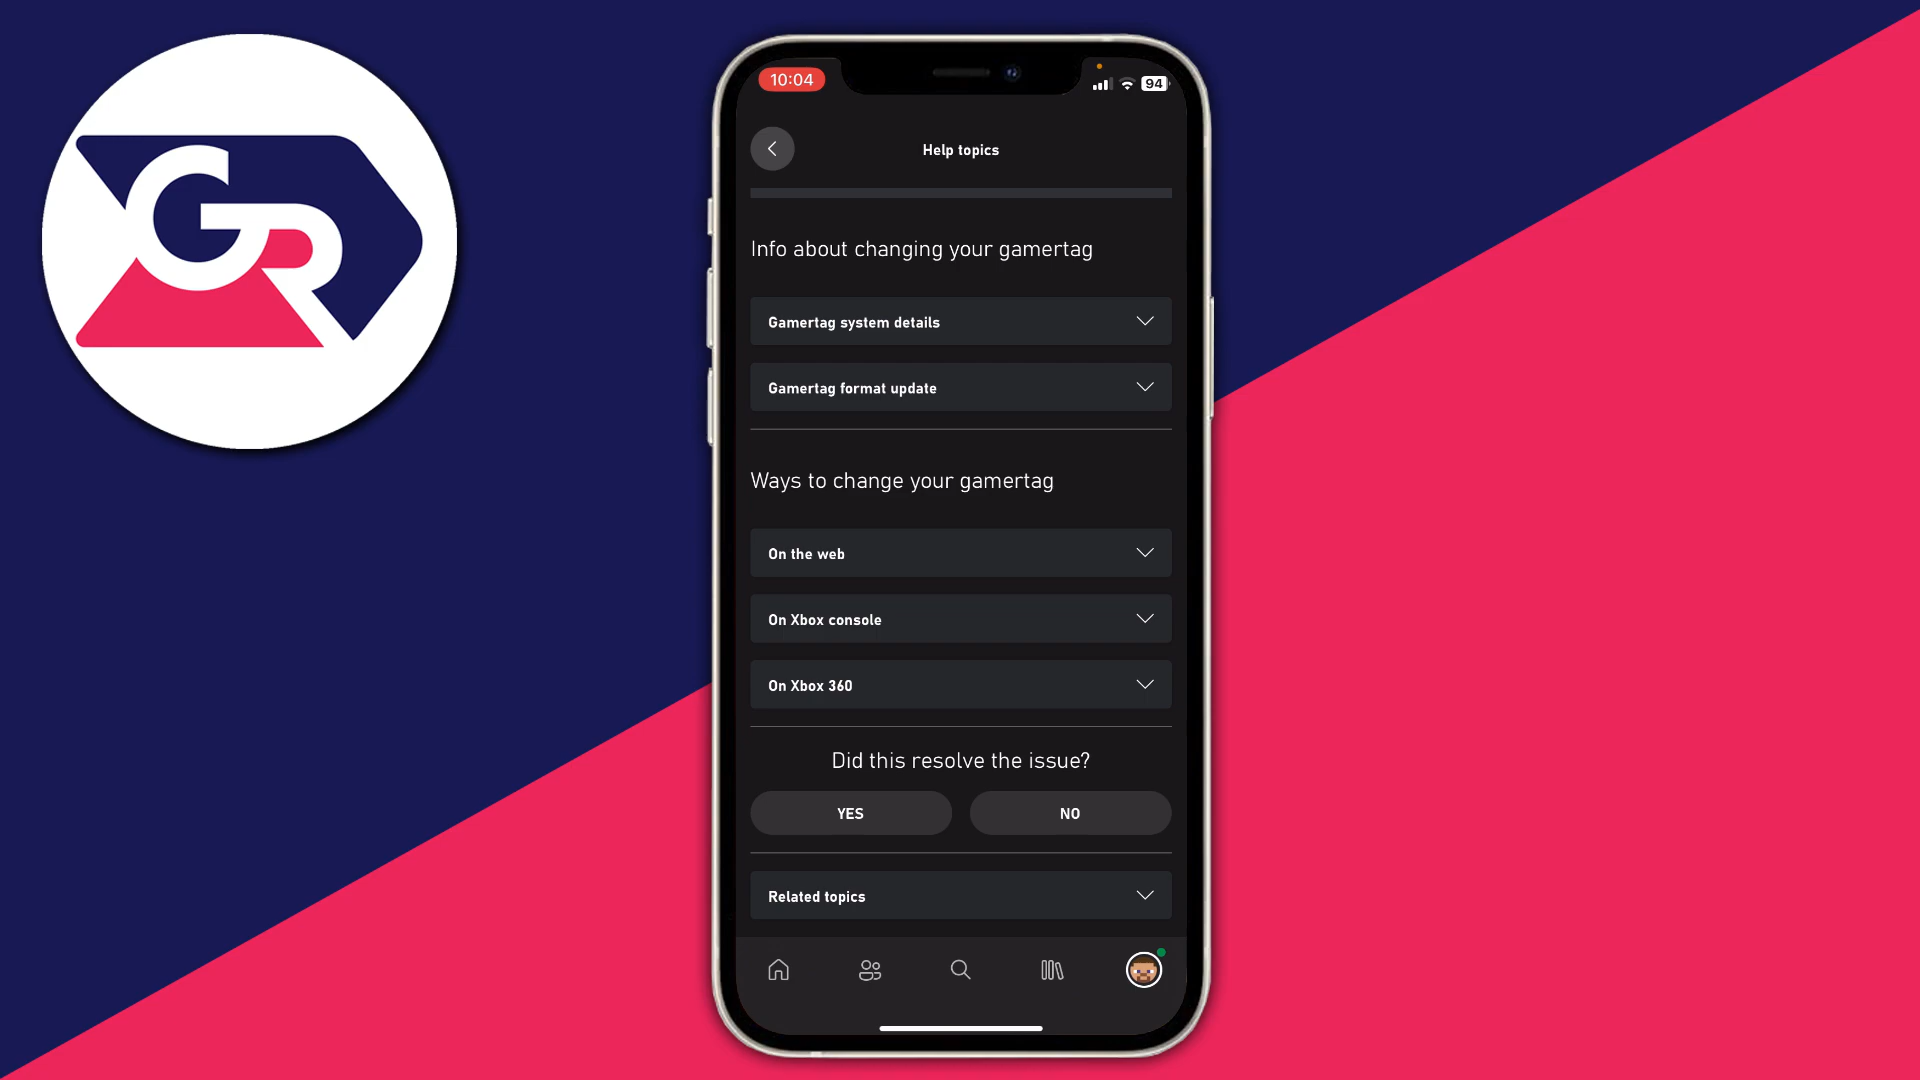 GR
10:04
94
Help topics
Info about changing your gamertag
Gamertag system details
Gamertag format update
Ways to change your gamertag
On the web
On Xbox console
On Xbox 360
Did this resolve the issue?
YES
NO
Related topics